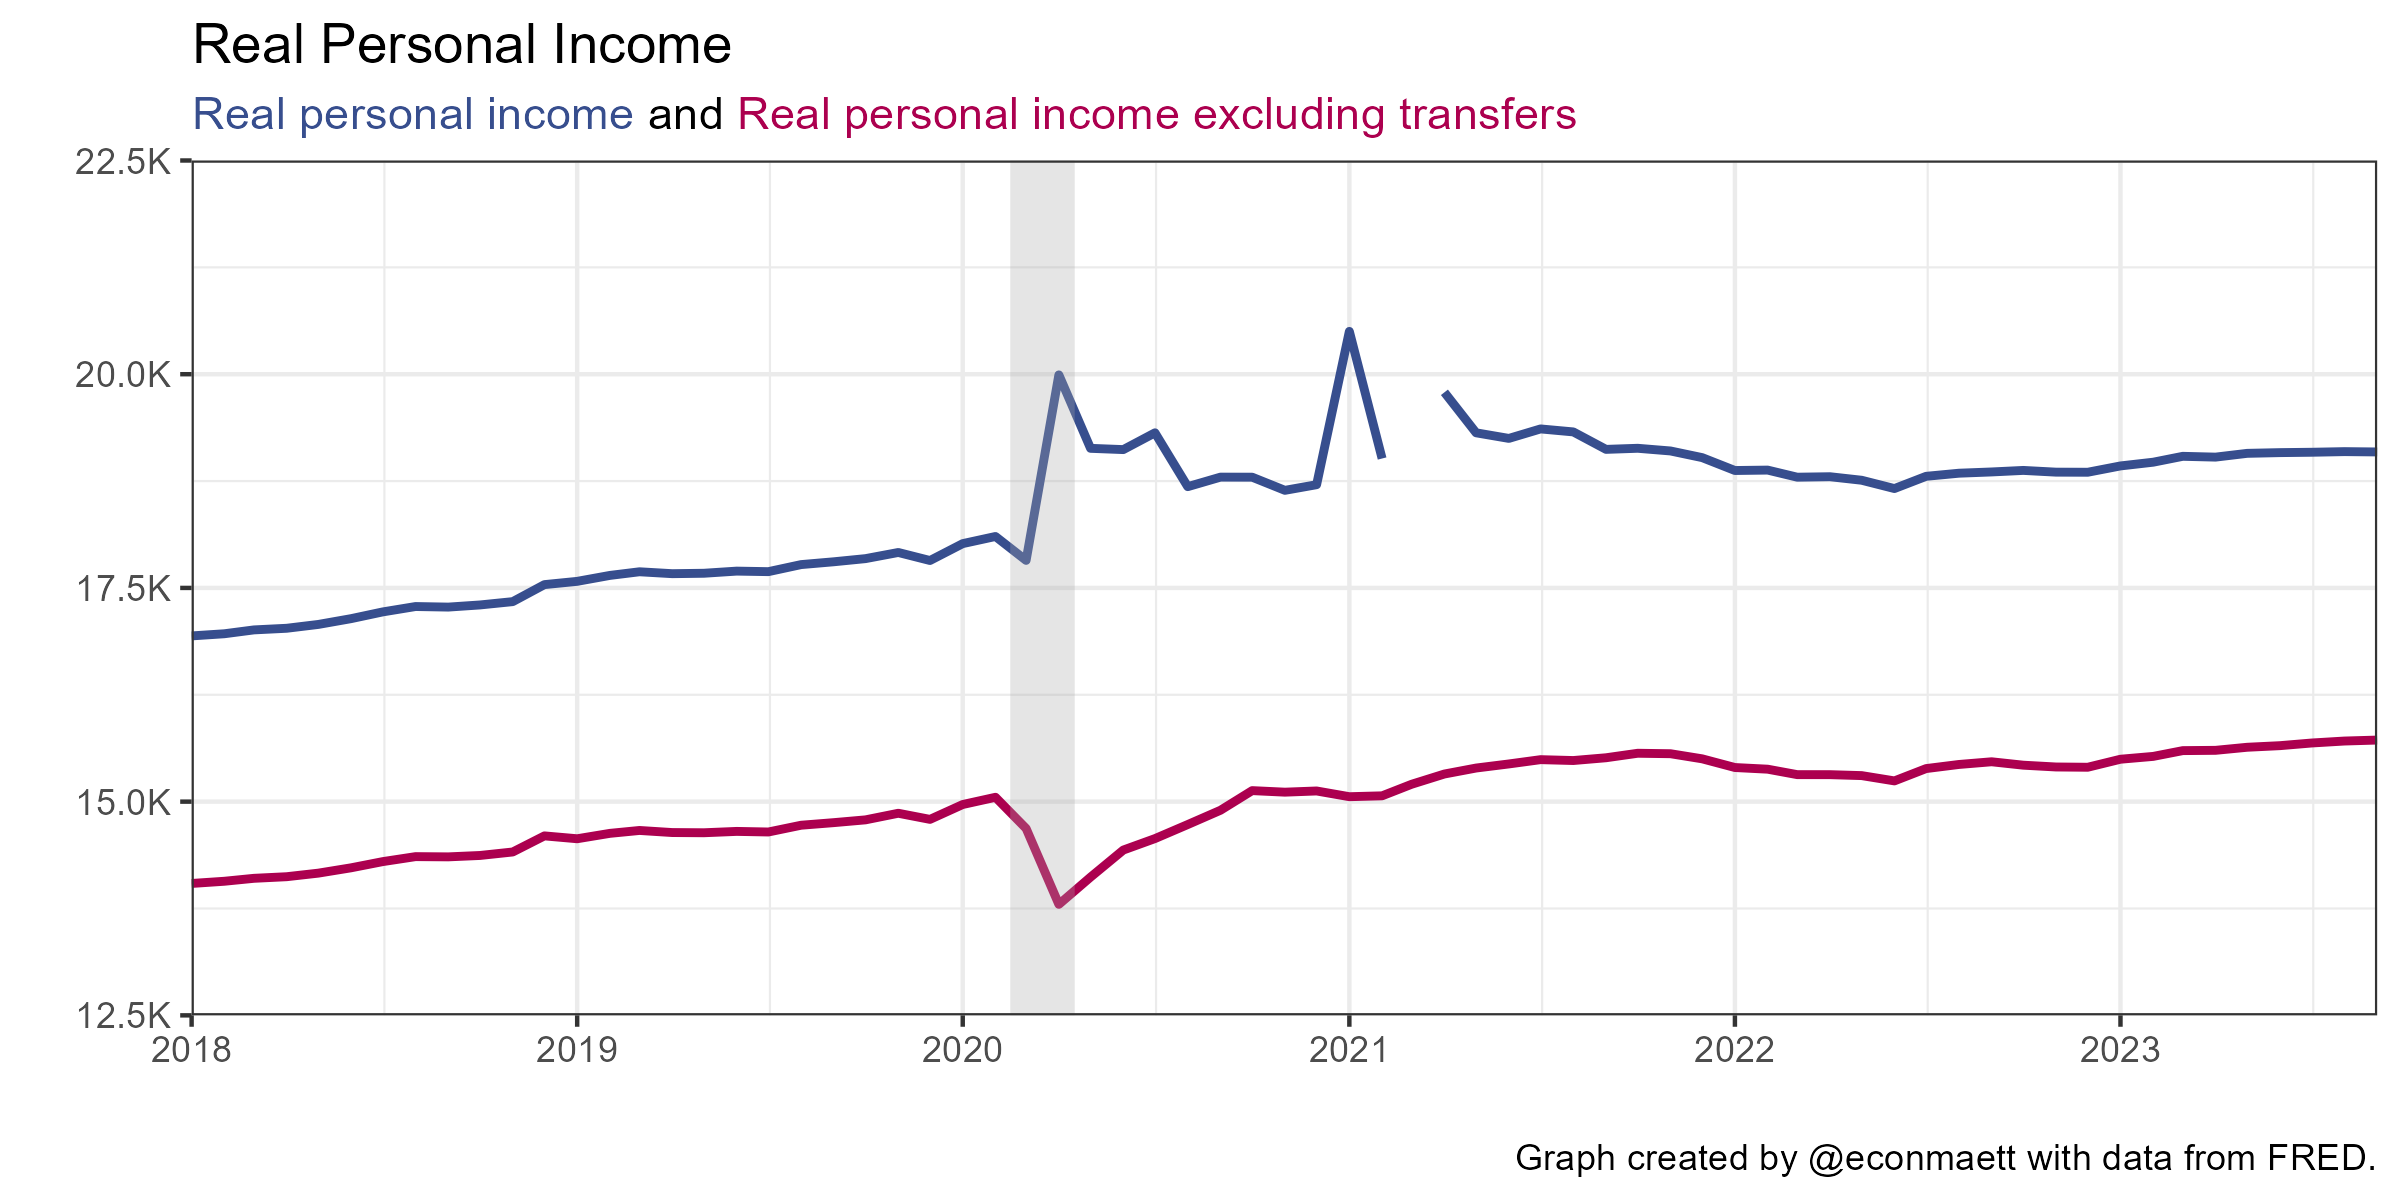 Real Personal Income
Real personal income and Real personal income excluding transfers
22.5K
20.0K
17.5K
15.0K
12.5K
2018 2019 2020 2021 2022 2023
Graph created by @econmaett with data from FRED.